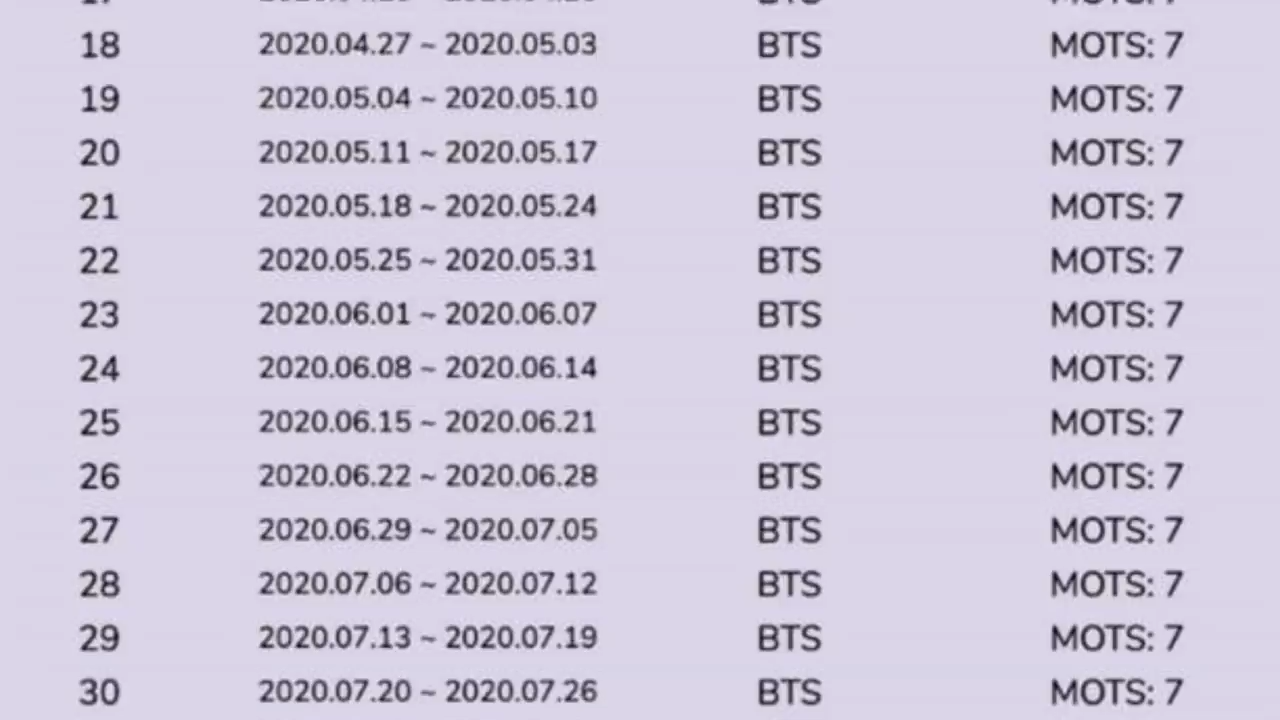 18 2020.04.27 ~ 2020.05.03 BTS MOTS: 7
19 2020.05.04 ~ 2020.05.10 BTS MOTS: 7
20 2020.05.11 ~ 2020.05.17 BTS MOTS: 7
21 2020.05.18 ~ 2020.05.24 BTS MOTS: 7
22 2020.05.25 ~ 2020.05.31 BTS MOTS: 7
23 2020.06.01 ~ 2020.06.07 BTS MOTS: 7
24 2020.06.08 ~ 2020.06.14 BTS MOTS: 7
25 2020.06.15 ~ 2020.06.21 BTS MOTS: 7
26 2020.06.22 ~ 2020.06.28 BTS MOTS: 7
27 2020.06.29 ~ 2020.07.05 BTS MOTS: 7
28 2020.07.06 ~ 2020.07.12 BTS MOTS: 7
29 2020.07.13 ~ 2020.07.19 BTS MOTS: 7
30 2020.07.20 ~ 2020.07.26 BTS MOTS: 7